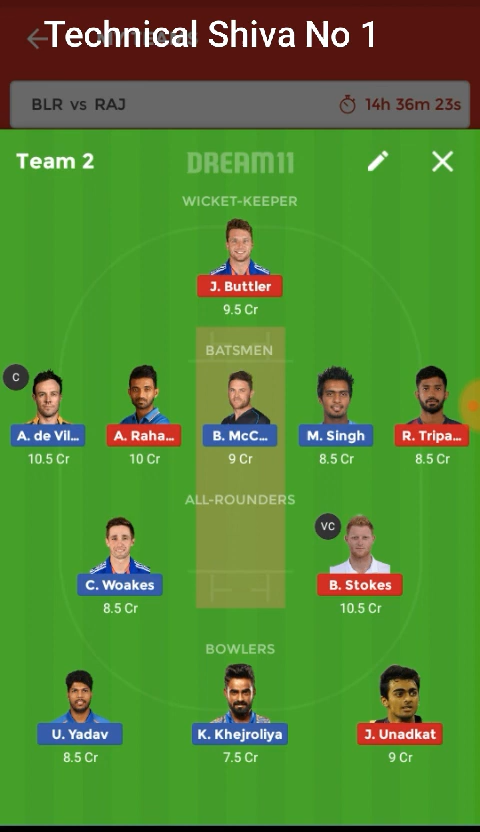 Technical Shiva No 1
BLR vs RAJ 14h 36m 23s
Team 2 DREAM11
WICKET-KEEPER
J. Buttler
9.5 Cr
BATSMEN
C
A. de Vil... A. Raha... B. McC... M. Singh R. Tripa...
10.5 Cr 10 Cr 9 Cr 8.5 Cr 8.5 Cr
ALL-ROUNDERS
VC
C. Woakes B. Stokes
8.5 Cr 10.5 Cr
BOWLERS
U. Yadav K. Khejroliya J. Unadkat
8.5 Cr 7.5 Cr 9 Cr